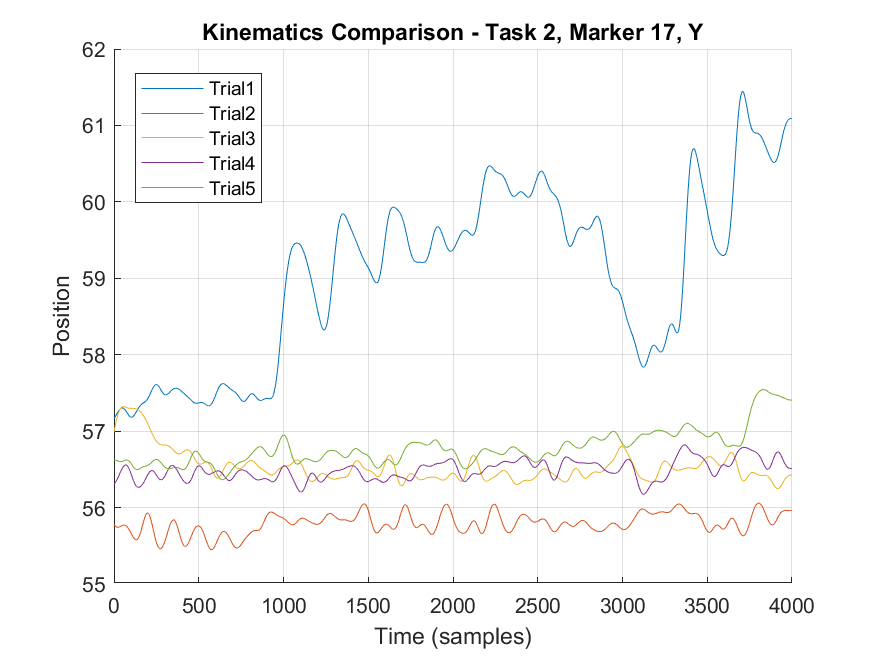 Kinematics Comparison - Task 2, Marker 17, Y
62
61
60
59
58
57
56
55
Position
Trial1
Trial2
Trial3
Trial4
Trial5
0 500 1000 1500 2000 2500 3000 3500 4000
Time (samples)